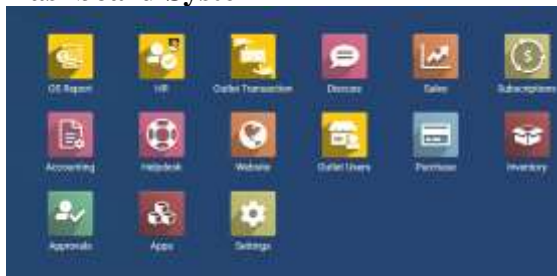 OS Report HR Outlet Transaction Discuss Sales Subscriptions
Accounting Helpdesk Website Outlet Users Purchase Inventory
Approvals Apps Settings